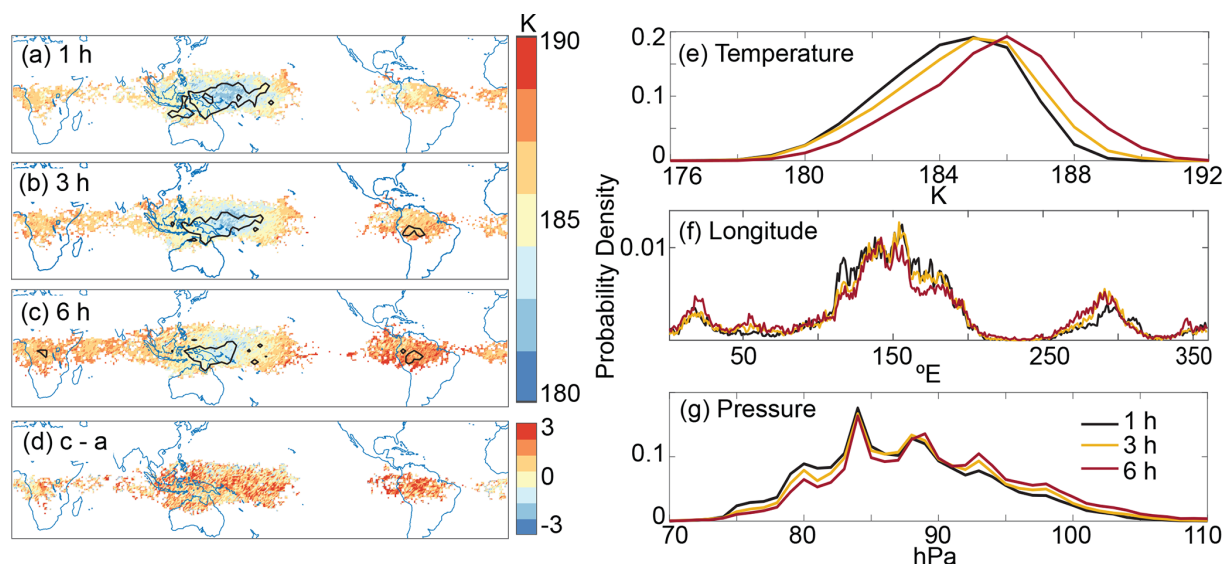 K
190
(a) 1 h
(b) 3 h
185
(c) 6 h
180
(d) c - a
3
0
-3
Probability Density
0.2
(e) Temperature
0.1
0
176
180
184
188
192
K
(f) Longitude
0.01
50
150
250
350
ºE
(g) Pressure
0.1
1 h
3 h
6 h
0
70
80
90
100
110
hPa